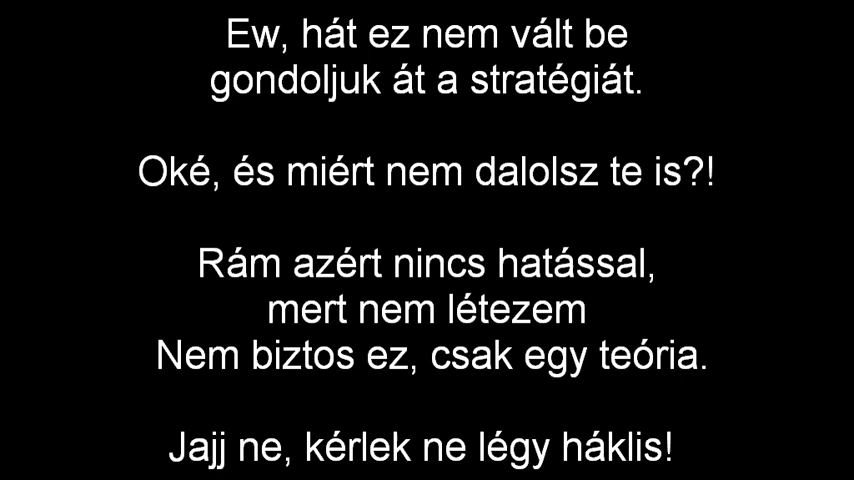 Ew, hát ez nem vált be
gondoljuk át a stratégiát.
Oké, és miért nem dalolsz te is?!
Rám azért nincs hatással,
mert nem létezem
Nem biztos ez, csak egy teória.
Jajj ne, kérlek ne légy háklis!